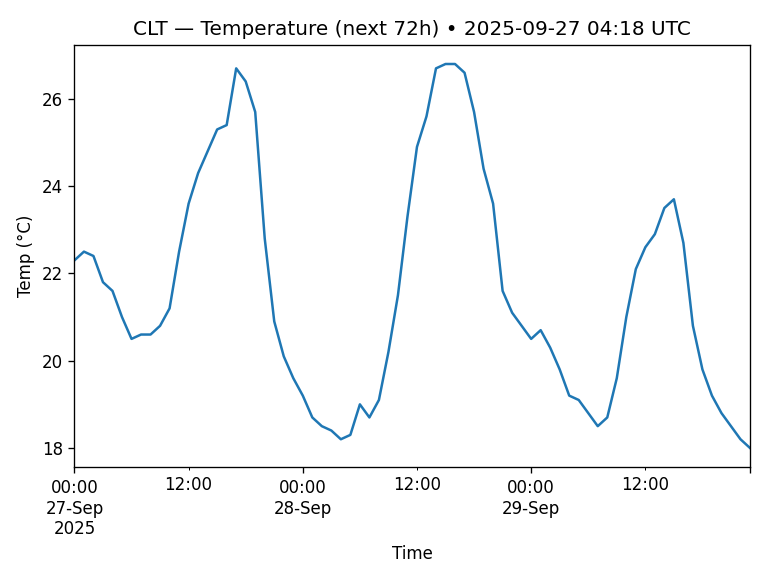 CLT — Temperature (next 72h) • 2025-09-27 04:18 UTC
Temp (°C)
26
24
22
20
18
00:00 12:00 00:00 12:00 00:00 12:00
27-Sep 28-Sep 29-Sep
2025
Time